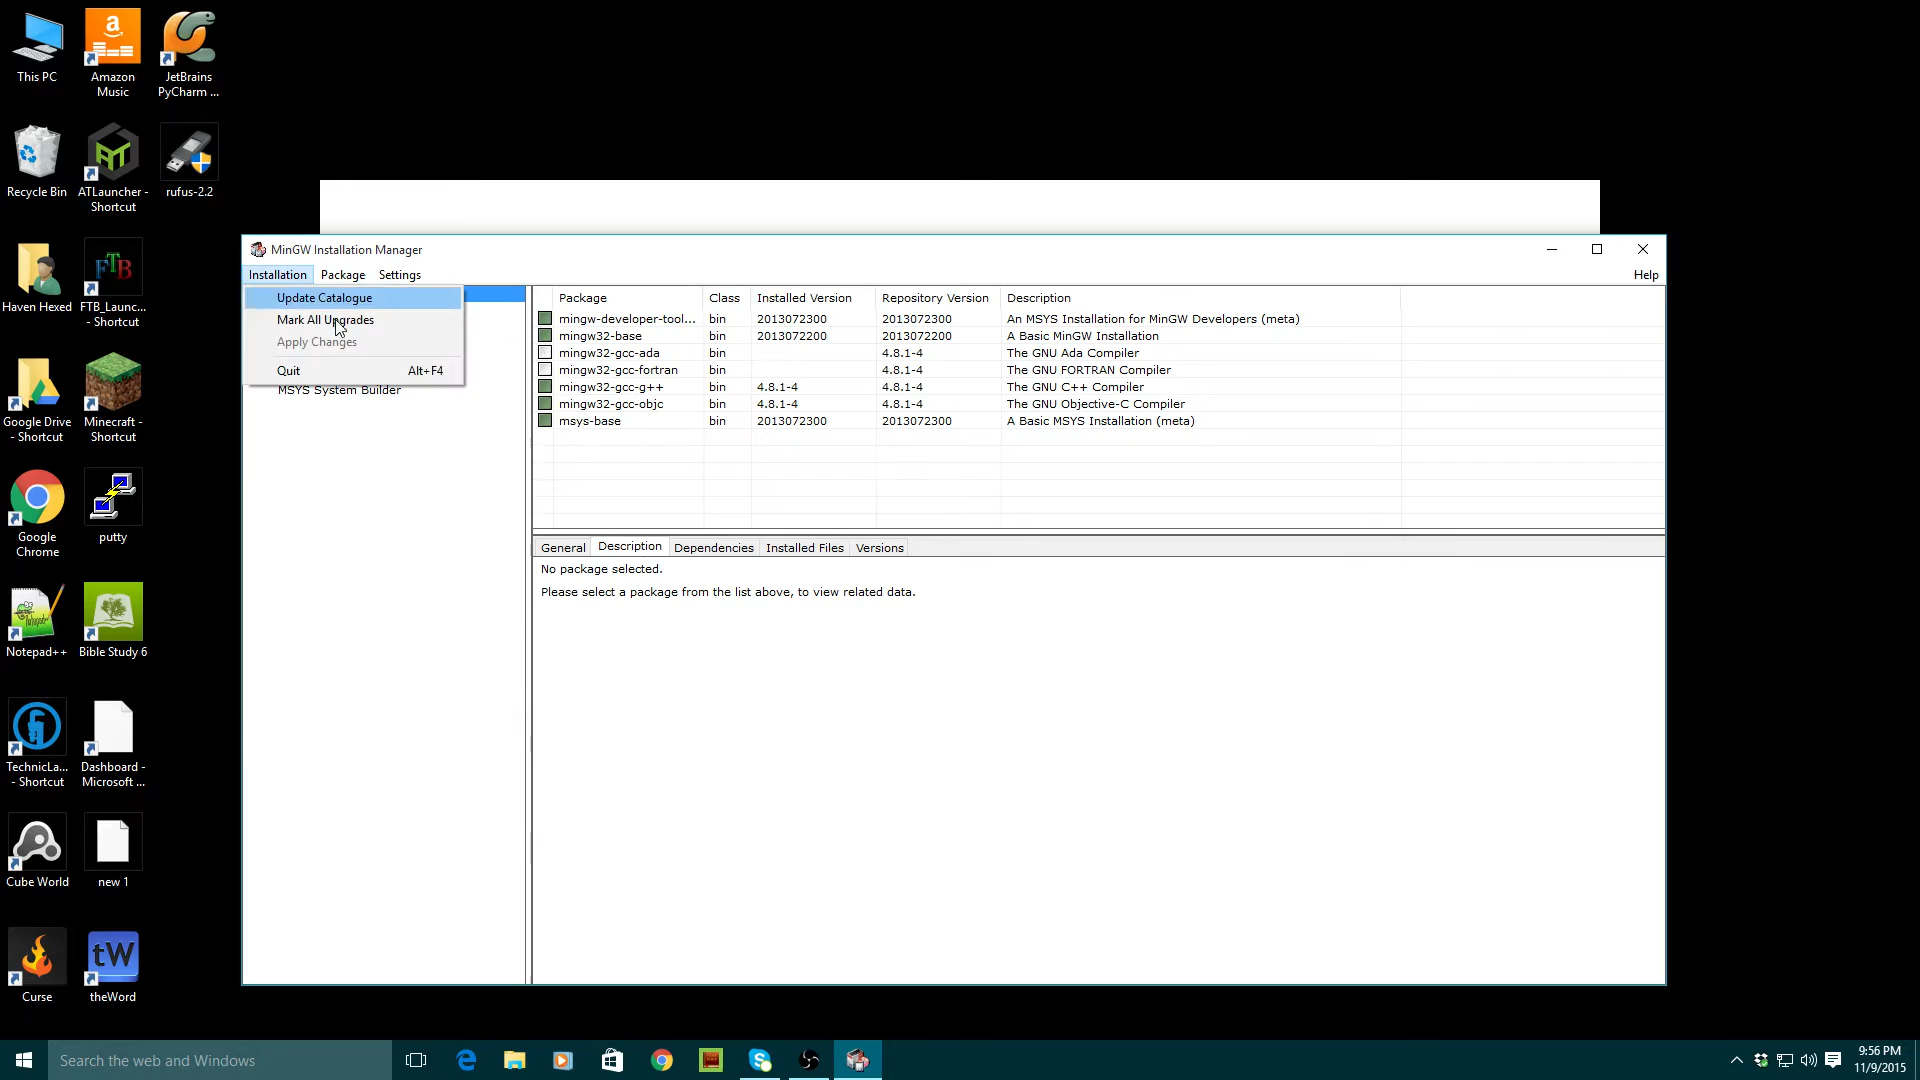 This PC
Amazon
Music
JetBrains
PyCharm ...
Recycle Bin
ATLauncher -
Shortcut
rufus-2.2
Haven Hexed
FTB_Launc...
- Shortcut
Google Drive
- Shortcut
Minecraft -
Shortcut
Google
Chrome
putty
Notepad++
Bible Study 6
TechnicLa...
- Shortcut
Dashboard -
Microsoft ...
Cube World
new 1
Curse
theWord
MinGW Installation Manager
Installation Package Settings Help
Update Catalogue
Mark All Upgrades
Apply Changes
Quit Alt+F4
MSYS System Builder
Package Class Installed Version Repository Version Description
mingw-developer-tool... bin 2013072300 2013072300 An MSYS Installation for MinGW Developers (meta)
mingw32-base bin 2013072200 2013072200 A Basic MinGW Installation
mingw32-gcc-ada bin 4.8.1-4 The GNU Ada Compiler
mingw32-gcc-fortran bin 4.8.1-4 The GNU FORTRAN Compiler
mingw32-gcc-g++ bin 4.8.1-4 4.8.1-4 The GNU C++ Compiler
mingw32-gcc-objc bin 4.8.1-4 4.8.1-4 The GNU Objective-C Compiler
msys-base bin 2013072300 2013072300 A Basic MSYS Installation (meta)
General Description Dependencies Installed Files Versions
No package selected.
Please select a package from the list above, to view related data.
Search the web and Windows
9:56 PM
11/9/2015